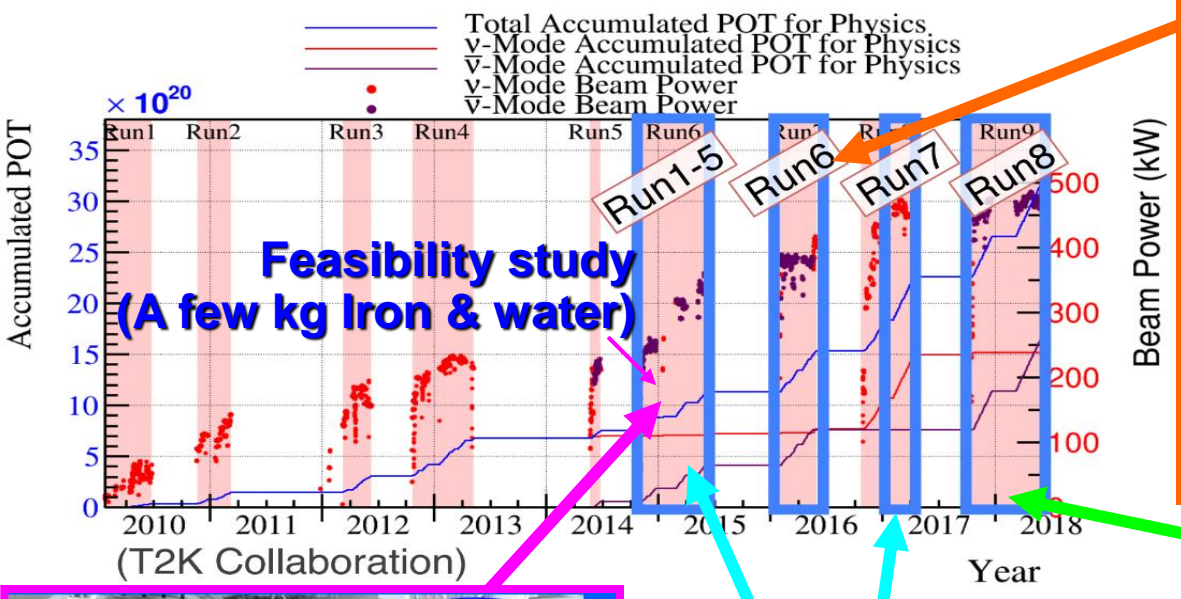 Total Accumulated POT for Physics
ν-Mode Accumulated POT for Physics
ν̅-Mode Accumulated POT for Physics
ν-Mode Beam Power
ν̅-Mode Beam Power
× 10²⁰
Run1 Run2 Run3 Run4 Run5 Run6 Run9
Run1-5 Run6 Run7 Run8
Accumulated POT
35
30
25
20
15
10
5
0
Feasibility study
(A few kg Iron & water)
500
400
300
200
100
Beam Power (kW)
2010 2011 2012 2013 2014 2015 2016 2017 2018
(T2K Collaboration)
Year